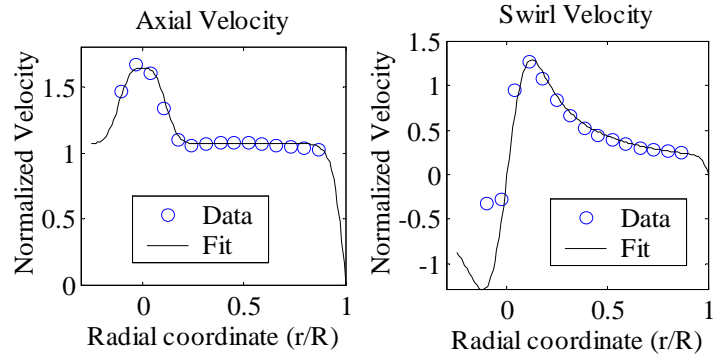 Axial Velocity
Normalized Velocity
1.5
1
0.5
0
0
0.5
1
Data
Fit
Radial coordinate (r/R)
Swirl Velocity
Normalized Velocity
1.5
1
0.5
0
-0.5
-1
0
0.5
1
Data
Fit
Radial coordinate (r/R)